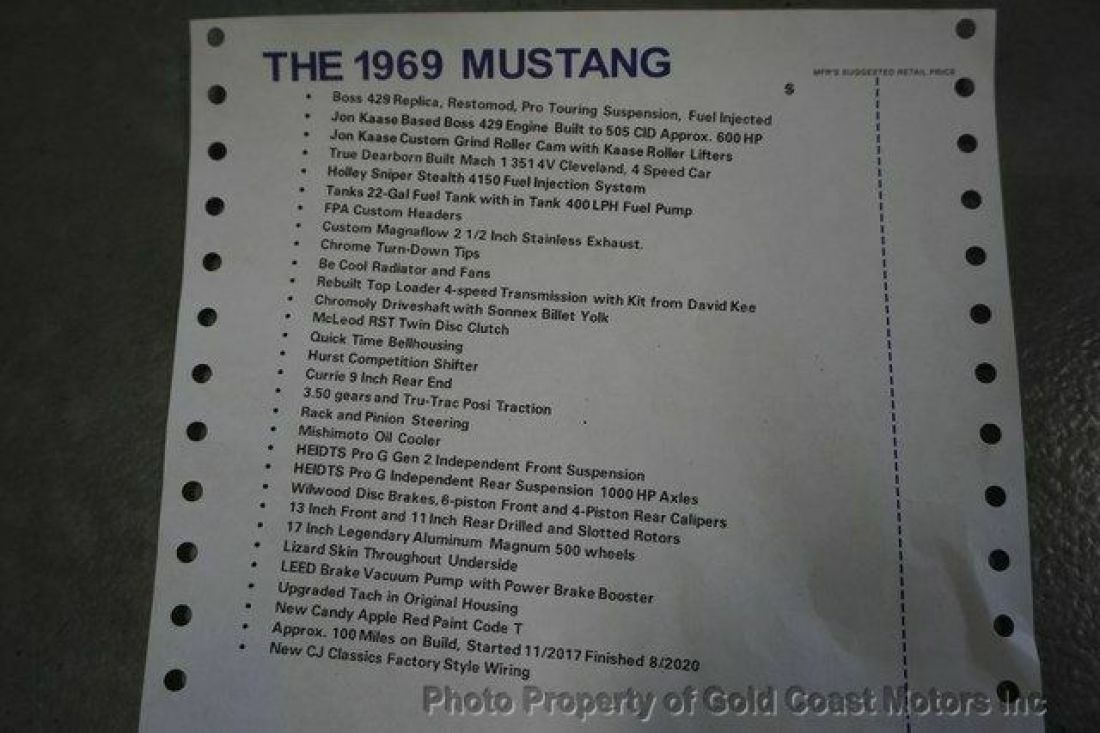 THE 1969 MUSTANG
MFR'S SUGGESTED RETAIL PRICE
$
• Boss 429 Replica, Restomod, Pro Touring Suspension, Fuel Injected
• Jon Kaase Based Boss 429 Engine Built to 505 CID Approx. 600 HP
• Jon Kaase Custom Grind Roller Cam with Kaase Roller Lifters
• True Dearborn Built Mach 1 351 4V Cleveland, 4 Speed Car
• Holley Sniper Stealth 4150 Fuel Injection System
• Tanks 22-Gal Fuel Tank with in Tank 400 LPH Fuel Pump
• FPA Custom Headers
• Custom Magnaflow 2 1/2 Inch Stainless Exhaust.
• Chrome Turn-Down Tips
• Be Cool Radiator and Fans
• Rebuilt Top Loader 4-speed Transmission with Kit from David Kee
• Chromoly Driveshaft with Sonnex Billet Yolk
• McLeod RST Twin Disc Clutch
• Quick Time Bellhousing
• Hurst Competition Shifter
• Currie 9 Inch Rear End
• 3.50 gears and Tru-Trac Posi Traction
• Rack and Pinion Steering
• Mishimoto Oil Cooler
• HEIDTS Pro G Gen 2 Independent Front Suspension
• HEIDTS Pro G Independent Rear Suspension 1000 HP Axles
• Wilwood Disc Brakes, 6-piston Front and 4-Piston Rear Calipers
• 13 Inch Front and 11 Inch Rear Drilled and Slotted Rotors
• 17 Inch Legendary Aluminum Magnum 500 wheels
• Lizard Skin Throughout Underside
• LEED Brake Vacuum Pump with Power Brake Booster
• Upgraded Tach in Original Housing
• New Candy Apple Red Paint Code T
• Approx. 100 Miles on Build, Started 11/2017 Finished 8/2020
• New CJ Classics Factory Style Wiring
Photo Property of Gold Coast Motors Inc